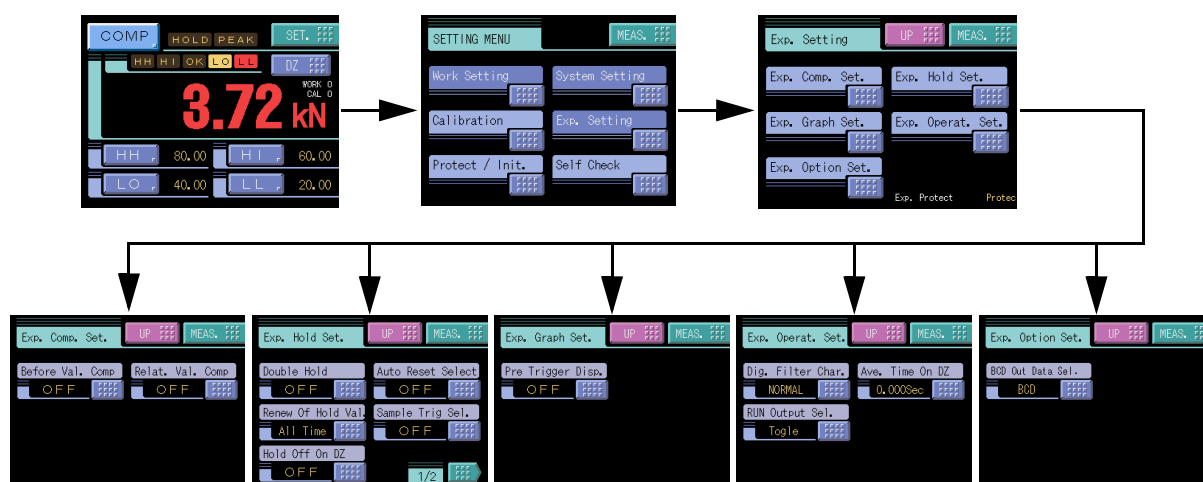 COMP HOLD PEAK SET.
HH HI OK LO LL DZ
WORK 0
CAL 0
3.72 kN
HH 80.00 HI 60.00
LO 40.00 LL 20.00
SETTING MENU MEAS.
Work Setting System Setting
Calibration Exp. Setting
Protect / Init. Self Check
Exp. Setting UP MEAS.
Exp. Comp. Set. Exp. Hold Set.
Exp. Graph Set. Exp. Operat. Set.
Exp. Option Set.
Exp. Protect Protec
Exp. Comp. Set. UP MEAS.
Before Val. Comp Relat. Val. Comp
OFF OFF
Exp. Hold Set. UP MEAS.
Double Hold Auto Reset Select
OFF OFF
Renew Of Hold Val. Sample Trig Sel.
All Time OFF
Hold Off On DZ
OFF 1/2
Exp. Graph Set. UP MEAS.
Pre Trigger Disp.
OFF
Exp. Operat. Set. UP MEAS.
Dig. Filter Char. Ave. Time On DZ
NORMAL 0.000Sec
RUN Output Sel.
Togle
Exp. Option Set. UP MEAS.
BCD Out Data Sel.
BCD